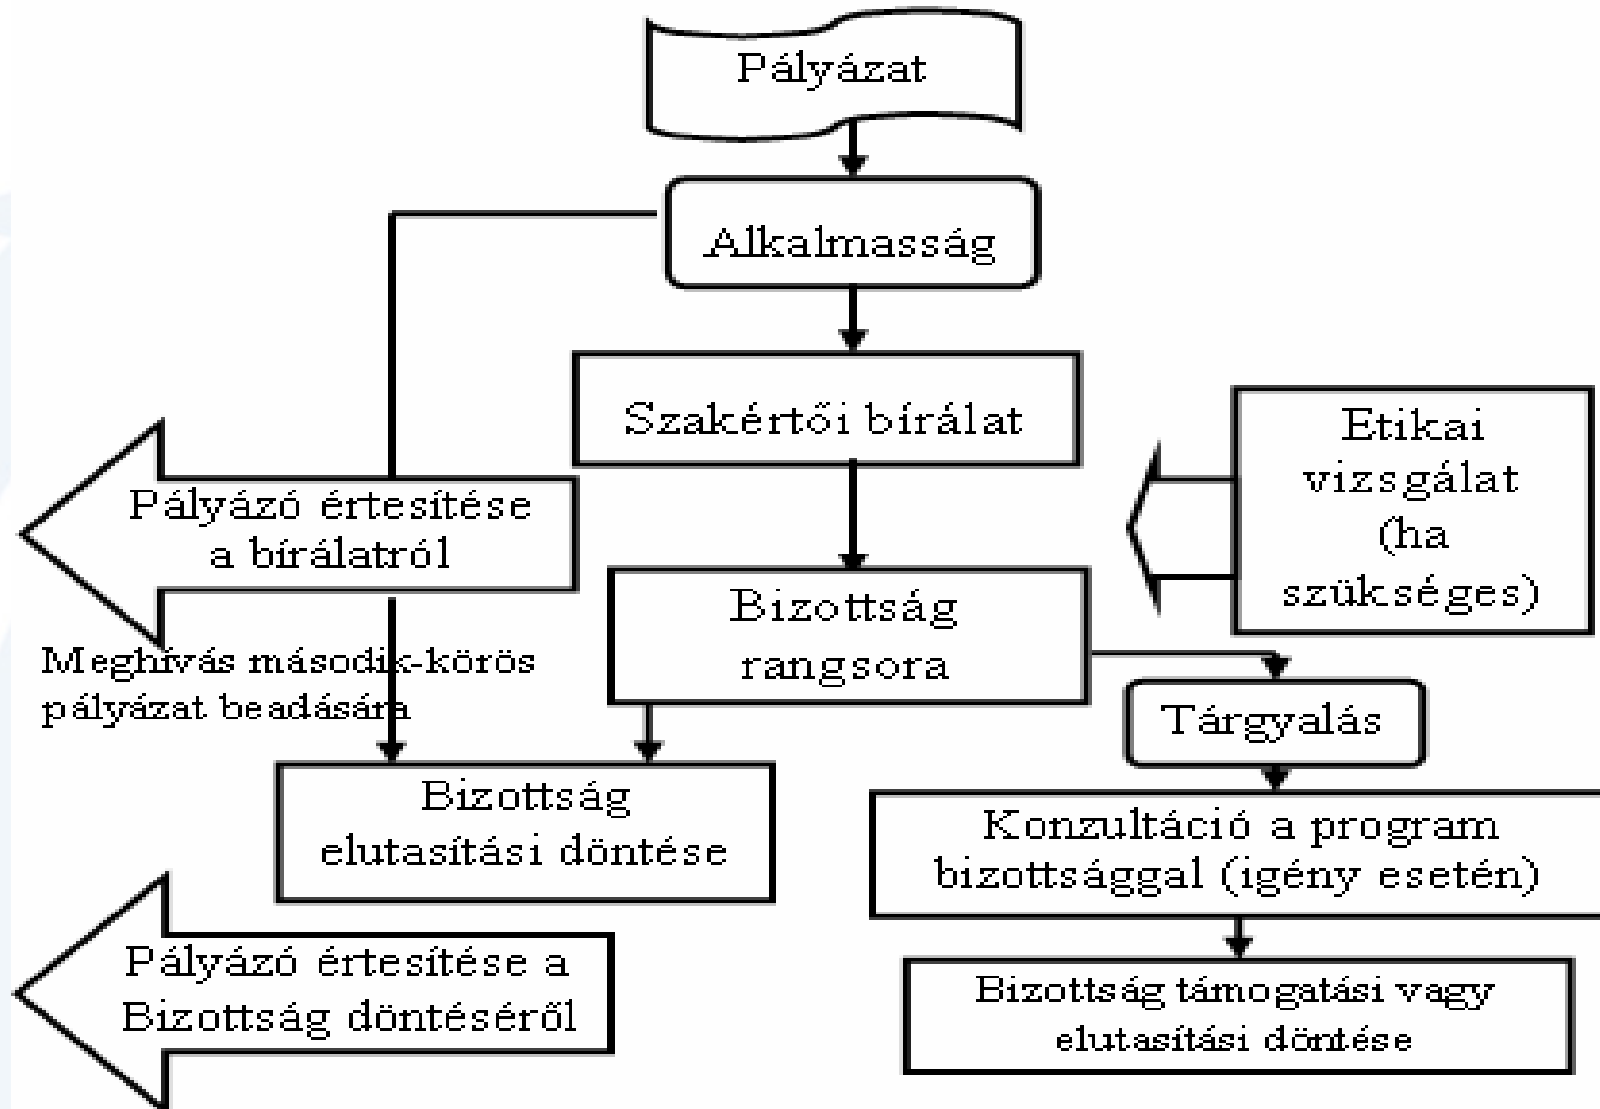 Pályázat
Alkalmasság
Szakértői bírálat
Etikai
vizsgálat
(ha
szükséges)
Pályázó értesítése
a bírálatról
Bizottság
rangsora
Meghívás második-körös
pályázat beadására
Tárgyalás
Bizottság
elutasítási döntése
Konzultáció a program
bizottsággal (igény esetén)
Pályázó értesítése a
Bizottság döntéséről
Bizottság támogatási vagy
elutasítási döntése